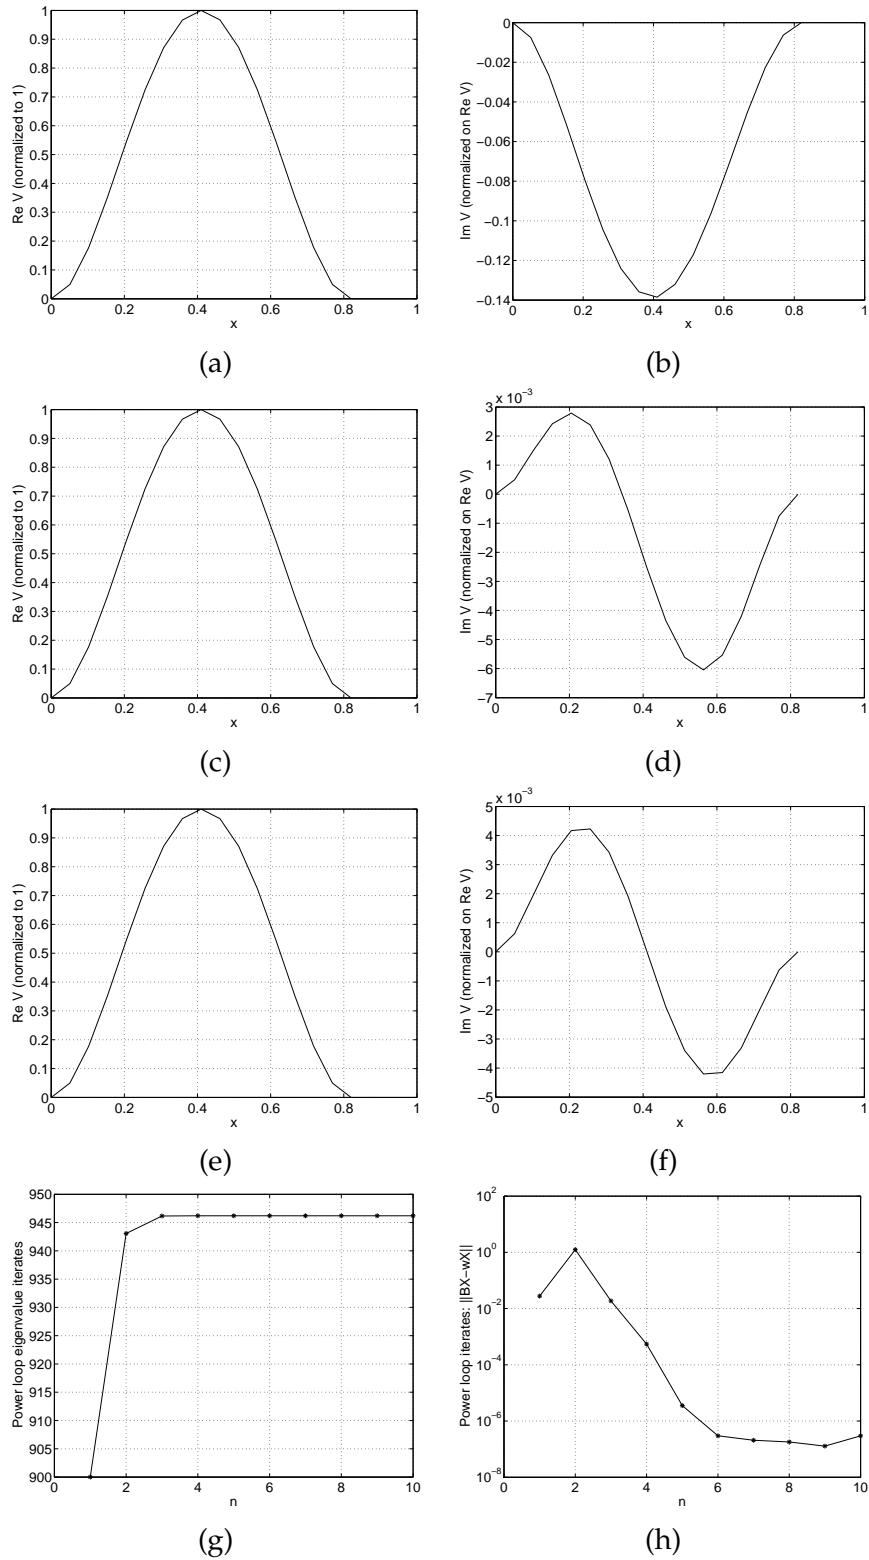 Re V (normalized to 1)
1
0.9
0.8
0.7
0.6
0.5
0.4
0.3
0.2
0.1
0
0 0.2 0.4 0.6 0.8 1
x
(a)
Im V (normalized on Re V)
0
−0.02
−0.04
−0.06
−0.08
−0.1
−0.12
−0.14
0 0.2 0.4 0.6 0.8 1
x
(b)
Re V (normalized to 1)
1
0.9
0.8
0.7
0.6
0.5
0.4
0.3
0.2
0.1
0
0 0.2 0.4 0.6 0.8 1
x
(c)
x 10−3
Im V (normalized on Re V)
3
2
1
0
−1
−2
−3
−4
−5
−6
−7
0 0.2 0.4 0.6 0.8 1
x
(d)
Re V (normalized to 1)
1
0.9
0.8
0.7
0.6
0.5
0.4
0.3
0.2
0.1
0
0 0.2 0.4 0.6 0.8 1
x
(e)
x 10−3
Im V (normalized on Re V)
5
4
3
2
1
0
−1
−2
−3
−4
−5
0 0.2 0.4 0.6 0.8 1
x
(f)
Power loop eigenvalue iterates
950
945
940
935
930
925
920
915
910
905
900
0 2 4 6 8 10
n
(g)
Power loop iterates: ||BX−wX||
102
100
10−2
10−4
10−6
10−8
0 2 4 6 8 10
n
(h)